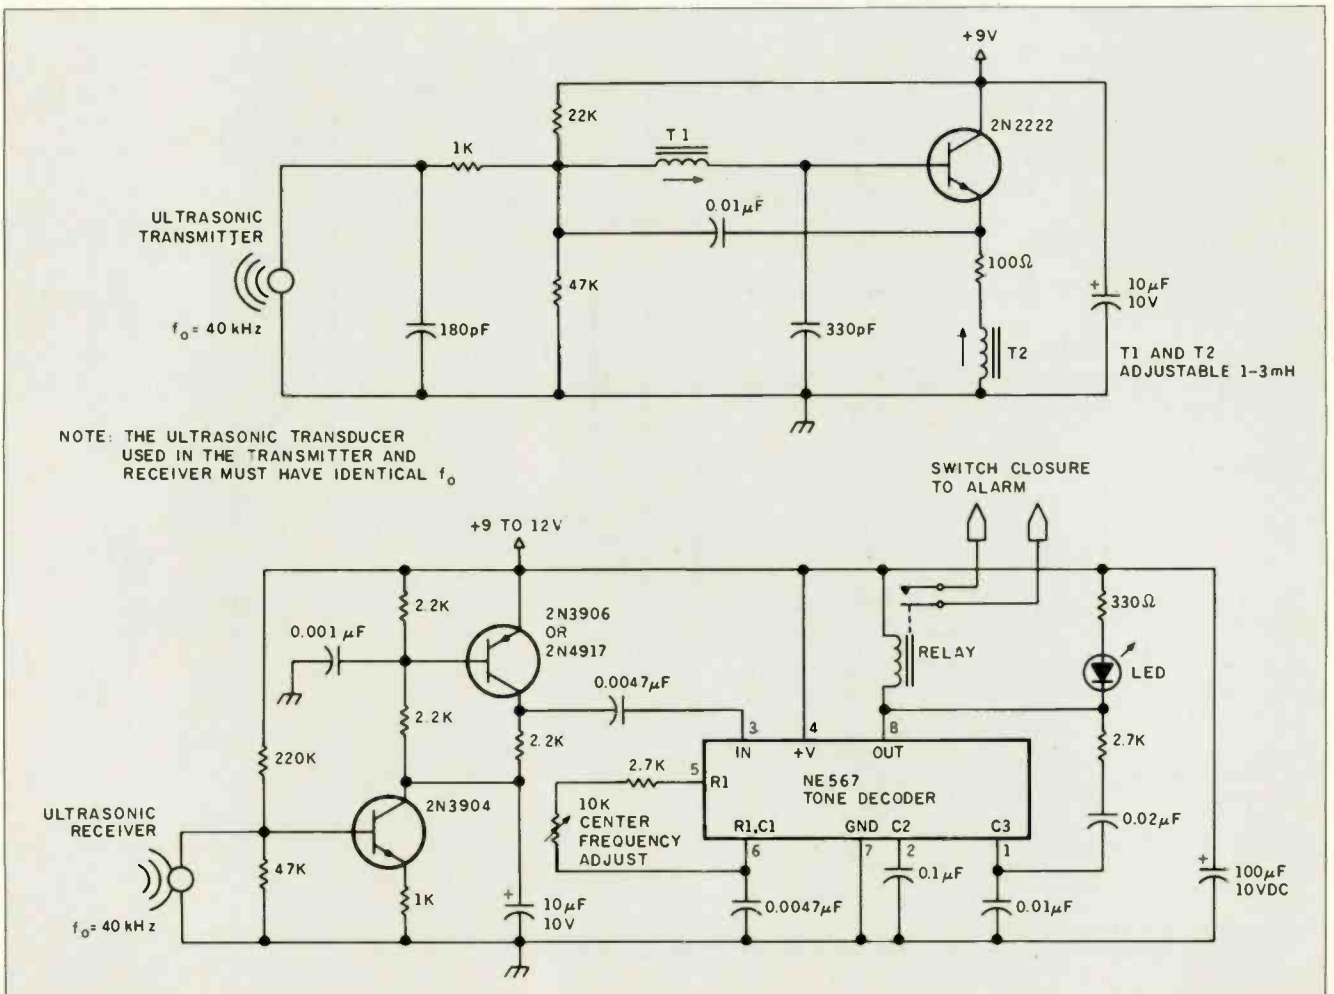 +9V
22K
T1
2N2222
1K
0.01µF
ULTRASONIC
TRANSMITTER
100Ω
47K
+
10µF
10V
f₀ = 40 kHz
180pF
330pF
T2
T1 AND T2
ADJUSTABLE 1-3mH
NOTE: THE ULTRASONIC TRANSDUCER
USED IN THE TRANSMITTER AND
RECEIVER MUST HAVE IDENTICAL f₀
SWITCH CLOSURE
TO ALARM
+9 TO 12V
2.2K
2N3906
OR
2N4917
330Ω
0.001µF
RELAY
LED
0.0047µF
2.2K
2.2K
3
4
8
IN
+V
OUT
2.7K
220K
2.7K
5
R1
NE567
TONE DECODER
2N3904
10K
CENTER
FREQUENCY
ADJUST
ULTRASONIC
RECEIVER
0.02µF
R1,C1
GND
C2
C3
6
7
2
1
47K
0.1µF
+
100µF
10VDC
1K
+
10µF
10V
0.0047µF
0.01µF
f₀ = 40 kHz